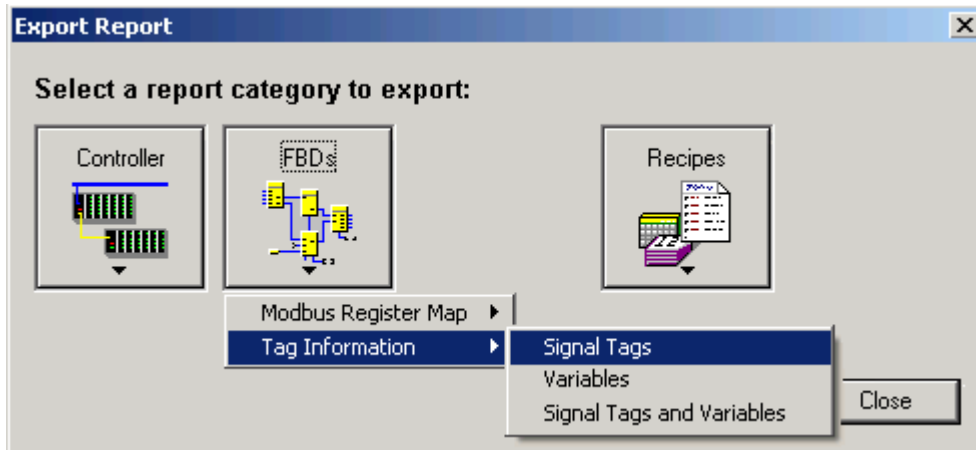 Export Report
Select a report category to export:
Controller
FBDs
Recipes
Modbus Register Map
Tag Information
Signal Tags
Variables
Signal Tags and Variables
Close